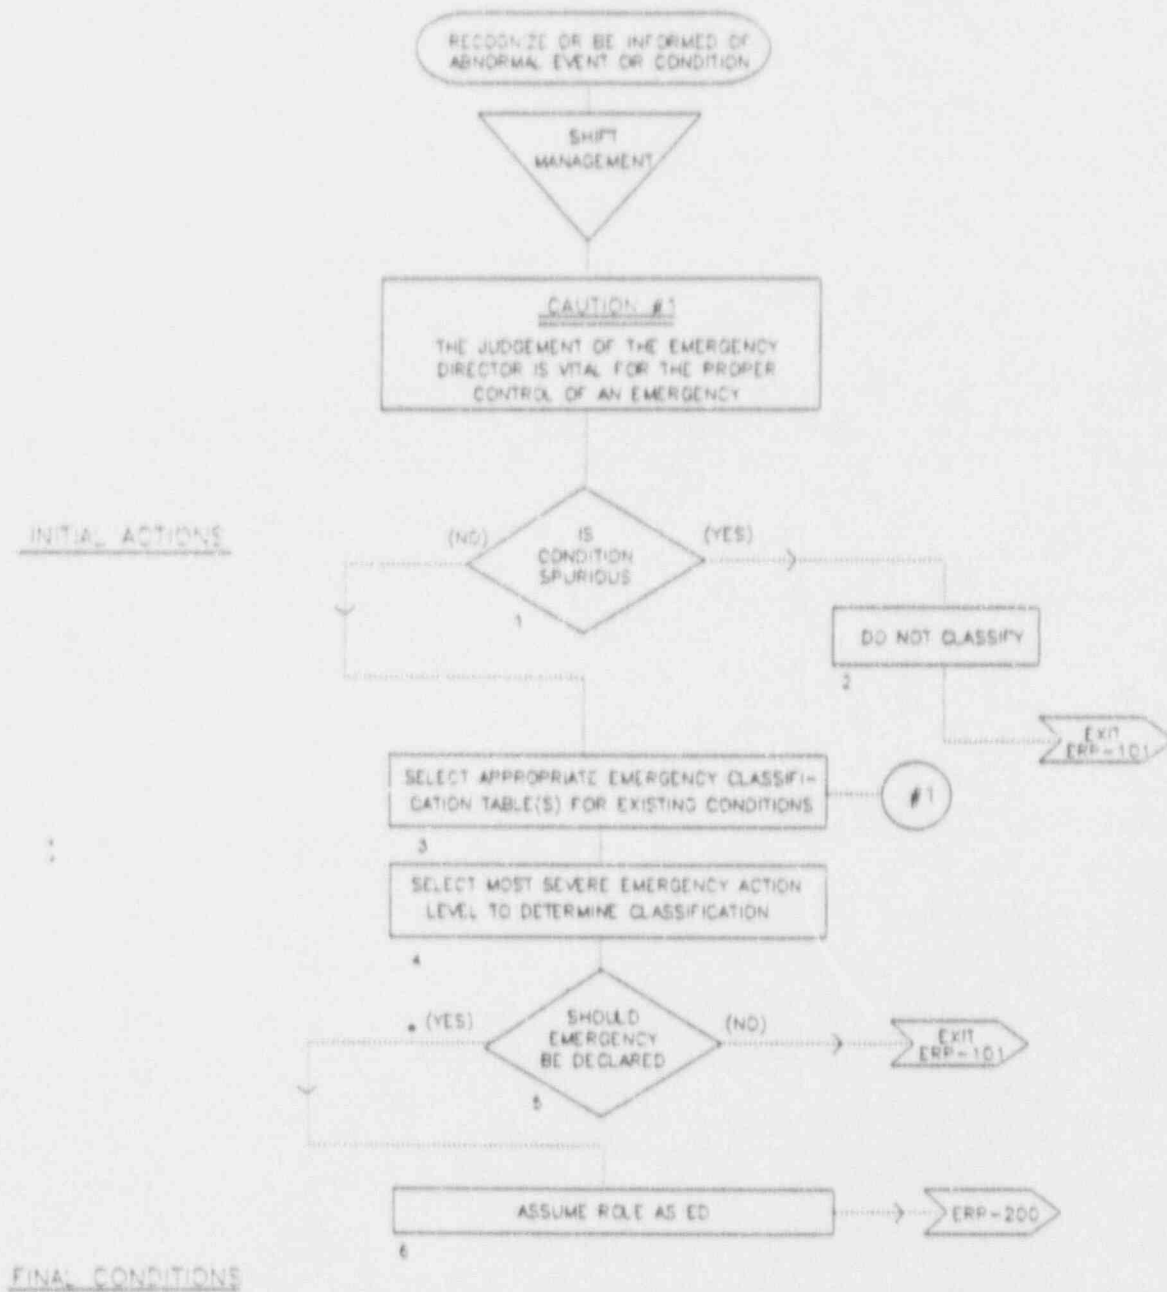 RECOGNIZE OR BE INFORMED OF
ABNORMAL EVENT OR CONDITION
SHIFT
MANAGEMENT
CAUTION #1
THE JUDGEMENT OF THE EMERGENCY
DIRECTOR IS VITAL FOR THE PROPER
CONTROL OF AN EMERGENCY
INITIAL ACTIONS
(NO)
IS
CONDITION
SPURIOUS
(YES)
1
DO NOT CLASSIFY
2
EXIT
ERP-101
SELECT APPROPRIATE EMERGENCY CLASSIFI-
CATION TABLE(S) FOR EXISTING CONDITIONS
#1
3
SELECT MOST SEVERE EMERGENCY ACTION
LEVEL TO DETERMINE CLASSIFICATION
4
(YES)
SHOULD
EMERGENCY
BE DECLARED
(NO)
EXIT
ERP-101
5
ASSUME ROLE AS ED
ERP-200
6
FINAL CONDITIONS